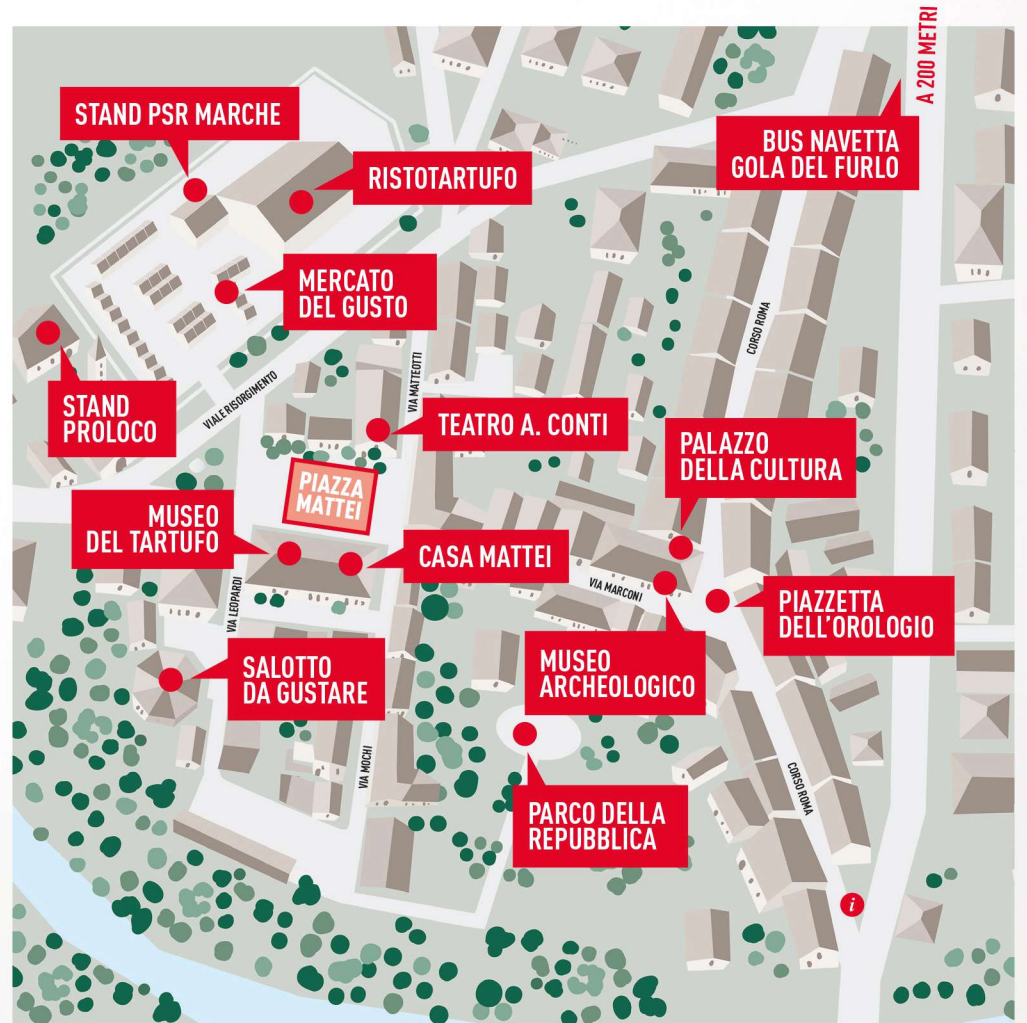 A 200 METRI
STAND PSR MARCHE
BUS NAVETTA
GOLA DEL FURLO
RISTOTARTUFO
MERCATO
DEL GUSTO
CORSO ROMA
STAND
PROLOCO
VIALE RISORGIMENTO
VIA MATTEOTTI
TEATRO A. CONTI
PALAZZO
DELLA CULTURA
PIAZZA
MATTEI
MUSEO
DEL TARTUFO
CASA MATTEI
VIA LEOPARDI
VIA MARCONI
PIAZZETTA
DELL'OROLOGIO
SALOTTO
DA GUSTARE
MUSEO
ARCHEOLOGICO
VIA MOCHI
CORSO ROMA
PARCO DELLA
REPUBBLICA
i